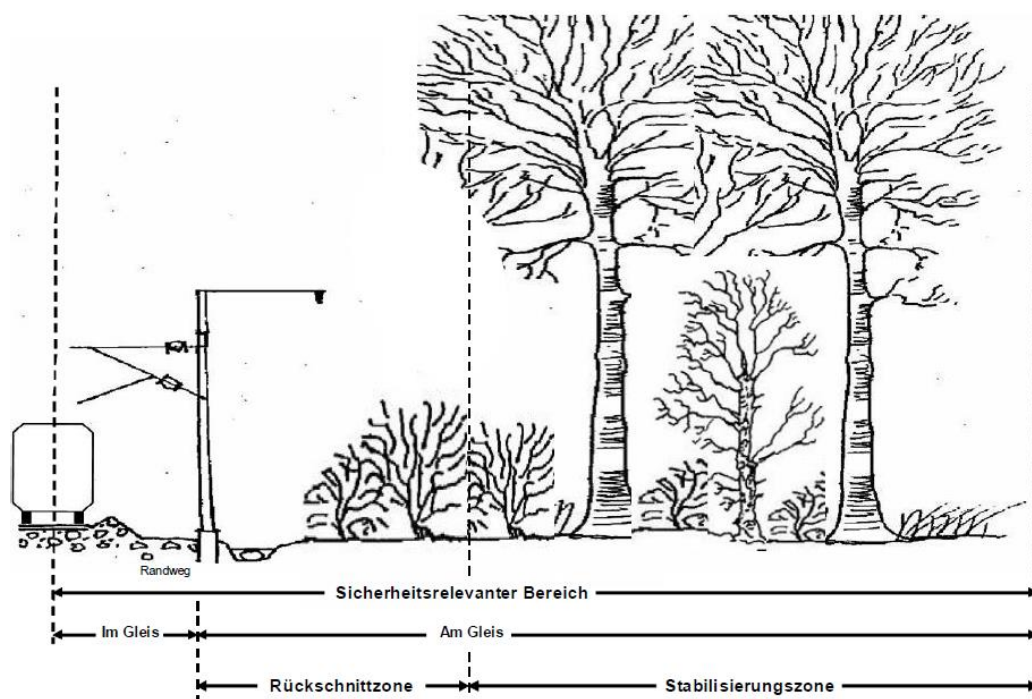 Randweg
Sicherheitsrelevanter Bereich
Im Gleis
Am Gleis
Rückschnittzone
Stabilisierungszone